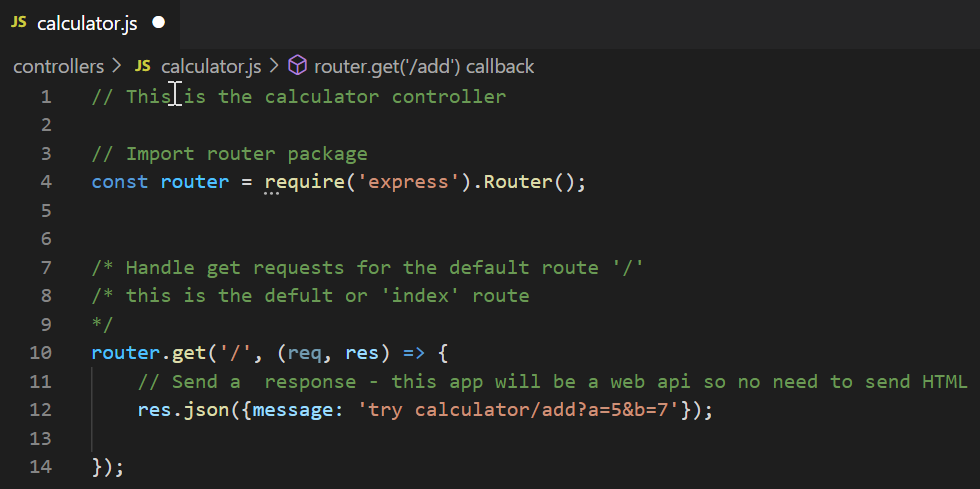 JS calculator.js
controllers > JS calculator.js > router.get('/add') callback
1 // This is the calculator controller
2
3 // Import router package
4 const router = require('express').Router();
5
6
7 /* Handle get requests for the default route '/'
8 /* this is the defult or 'index' route
9 */
10 router.get('/', (req, res) => {
11 // Send a  response - this app will be a web api so no need to send HTML
12 res.json({message: 'try calculator/add?a=5&b=7'});
13
14 });